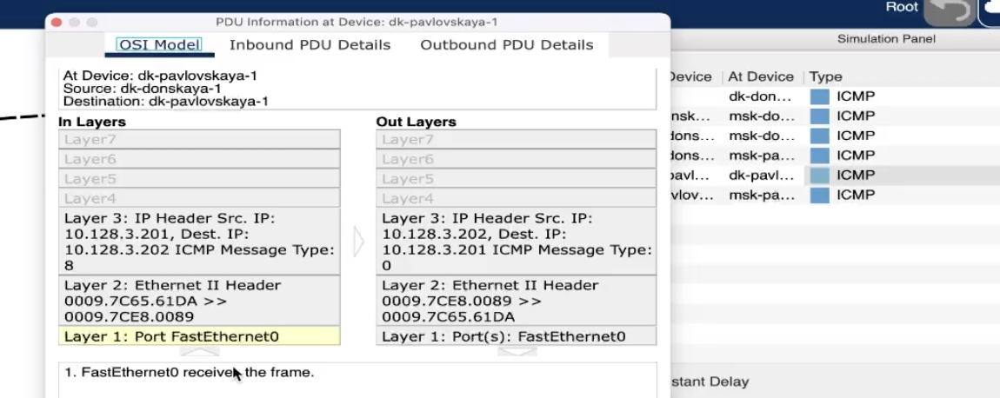 Root
PDU Information at Device: dk-pavlovskaya-1
Simulation Panel
OSI Model Inbound PDU Details Outbound PDU Details
At Device: dk-pavlovskaya-1
Source: dk-donskaya-1
Destination: dk-pavlovskaya-1
In Layers
Layer7
Layer6
Layer5
Layer4
Layer 3: IP Header Src. IP:
10.128.3.201, Dest. IP:
10.128.3.202 ICMP Message Type:
8
Layer 2: Ethernet II Header
0009.7C65.61DA >>
0009.7CE8.0089
Layer 1: Port FastEthernet0
Out Layers
Layer7
Layer6
Layer5
Layer4
Layer 3: IP Header Src. IP:
10.128.3.202, Dest. IP:
10.128.3.201 ICMP Message Type:
0
Layer 2: Ethernet II Header
0009.7CE8.0089 >>
0009.7C65.61DA
Layer 1: Port(s): FastEthernet0
1. FastEthernet0 receives the frame.
Device At Device Type
dk-don... ICMP
nsk... msk-do... ICMP
dons... msk-do... ICMP
dons... msk-pa... ICMP
pavl... dk-pavl... ICMP
vlov... msk-pa... ICMP
stant Delay